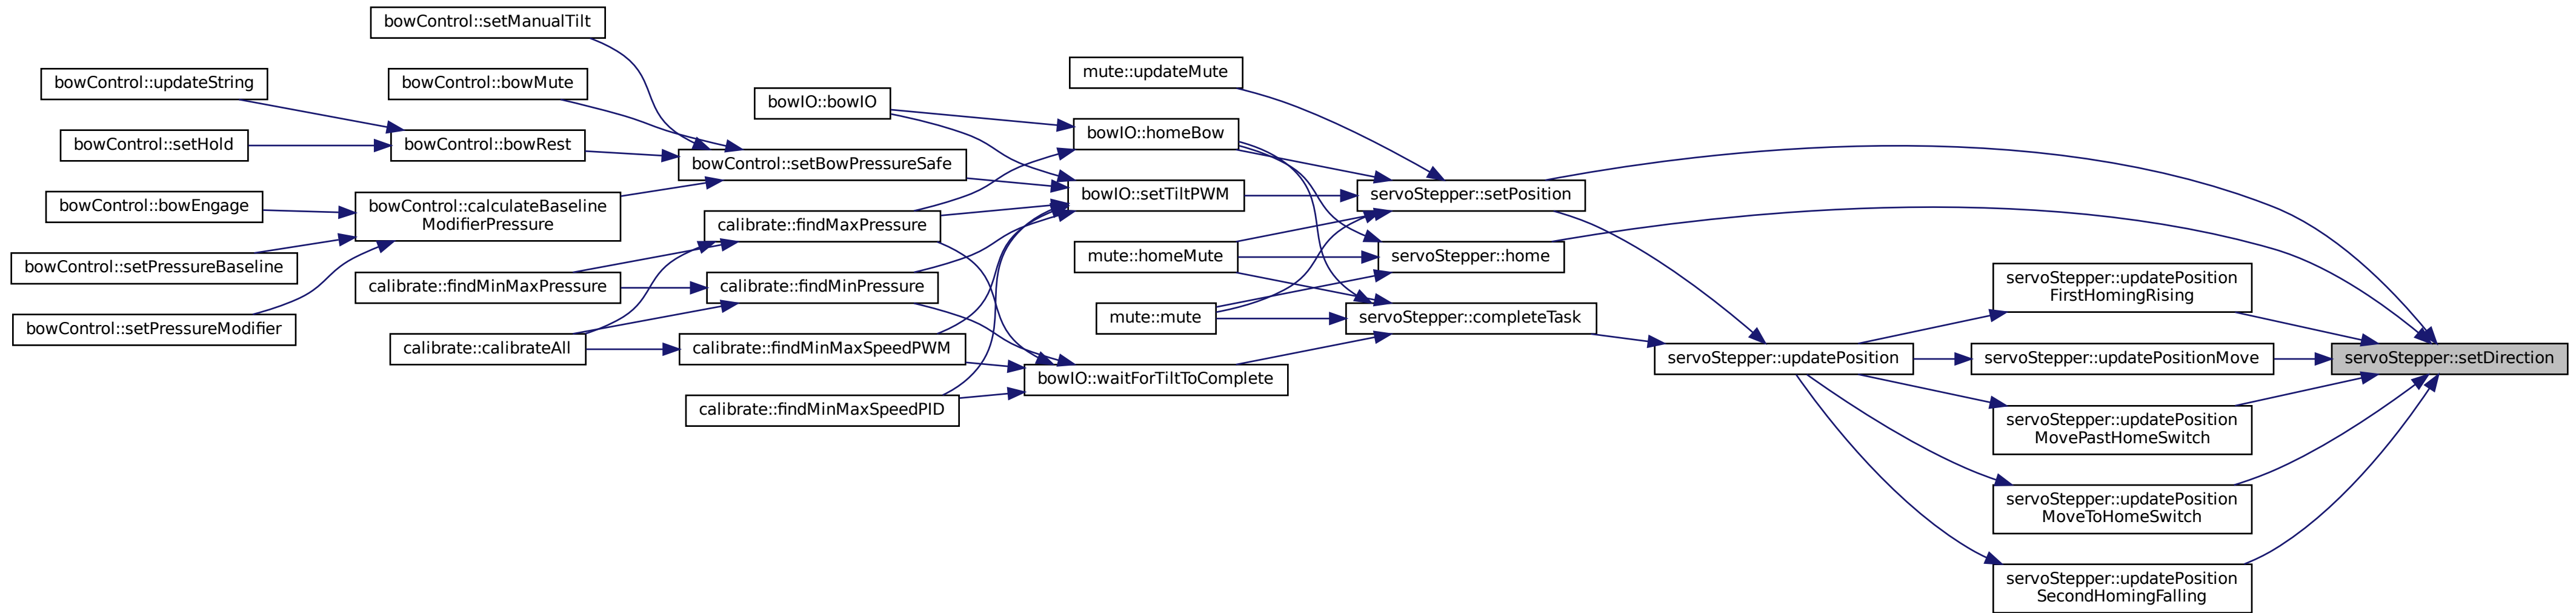 bowControl::setManualTilt
bowControl::updateString
bowControl::bowMute
mute::updateMute
bowIO::bowIO
bowIO::homeBow
bowControl::setHold
bowControl::bowRest
bowControl::setBowPressureSafe
bowIO::setTiltPWM
servoStepper::setPosition
bowControl::bowEngage
bowControl::calculateBaseline
ModifierPressure
calibrate::findMaxPressure
mute::homeMute
servoStepper::home
bowControl::setPressureBaseline
calibrate::findMinMaxPressure
calibrate::findMinPressure
servoStepper::updatePosition
FirstHomingRising
bowControl::setPressureModifier
mute::mute
servoStepper::completeTask
calibrate::calibrateAll
calibrate::findMinMaxSpeedPWM
servoStepper::updatePosition
servoStepper::updatePositionMove
servoStepper::setDirection
bowIO::waitForTiltToComplete
calibrate::findMinMaxSpeedPID
servoStepper::updatePosition
MovePastHomeSwitch
servoStepper::updatePosition
MoveToHomeSwitch
servoStepper::updatePosition
SecondHomingFalling